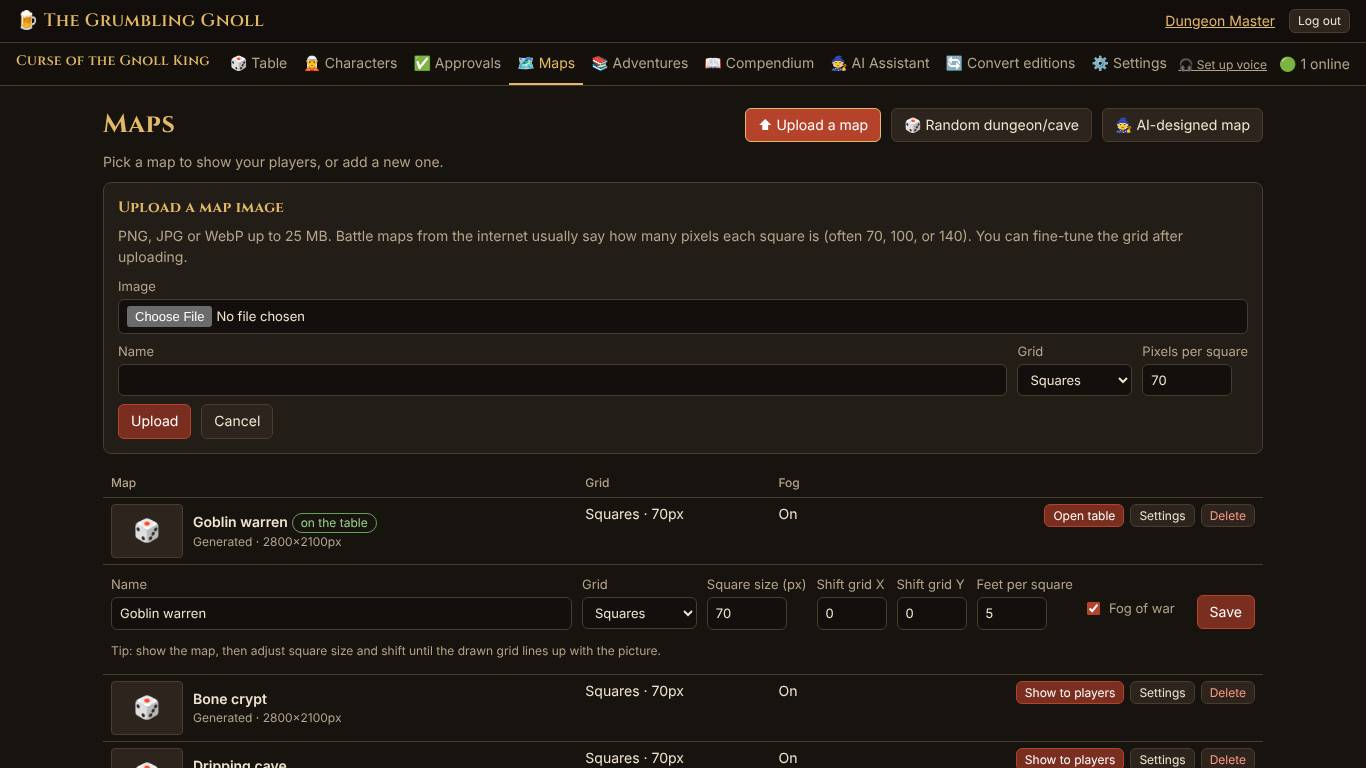 🍺 The Grumbling Gnoll
Dungeon Master
Log out
Curse of the Gnoll King
🎲 Table
🧝 Characters
✅ Approvals
🗺️ Maps
📚 Adventures
📖 Compendium
🧙 AI Assistant
🔄 Convert editions
⚙️ Settings
🎧 Set up voice
🟢 1 online
Maps
⬆ Upload a map
🎲 Random dungeon/cave
🧙 AI-designed map
Pick a map to show your players, or add a new one.
Upload a map image
PNG, JPG or WebP up to 25 MB. Battle maps from the internet usually say how many pixels each square is (often 70, 100, or 140). You can fine-tune the grid after
uploading.
Image
Choose File No file chosen
Name
Grid
Pixels per square
Squares
70
Upload
Cancel
Map
Grid
Fog
Goblin warren on the table
Generated · 2800×2100px
Squares · 70px
On
Open table
Settings
Delete
Name
Grid
Square size (px)
Shift grid X
Shift grid Y
Feet per square
Goblin warren
Squares
70
0
0
5
Fog of war
Save
Tip: show the map, then adjust square size and shift until the drawn grid lines up with the picture.
Bone crypt
Generated · 2800×2100px
Squares · 70px
On
Show to players
Settings
Delete
Dripping cave
Squares · 70px
On
Show to players
Settings
Delete